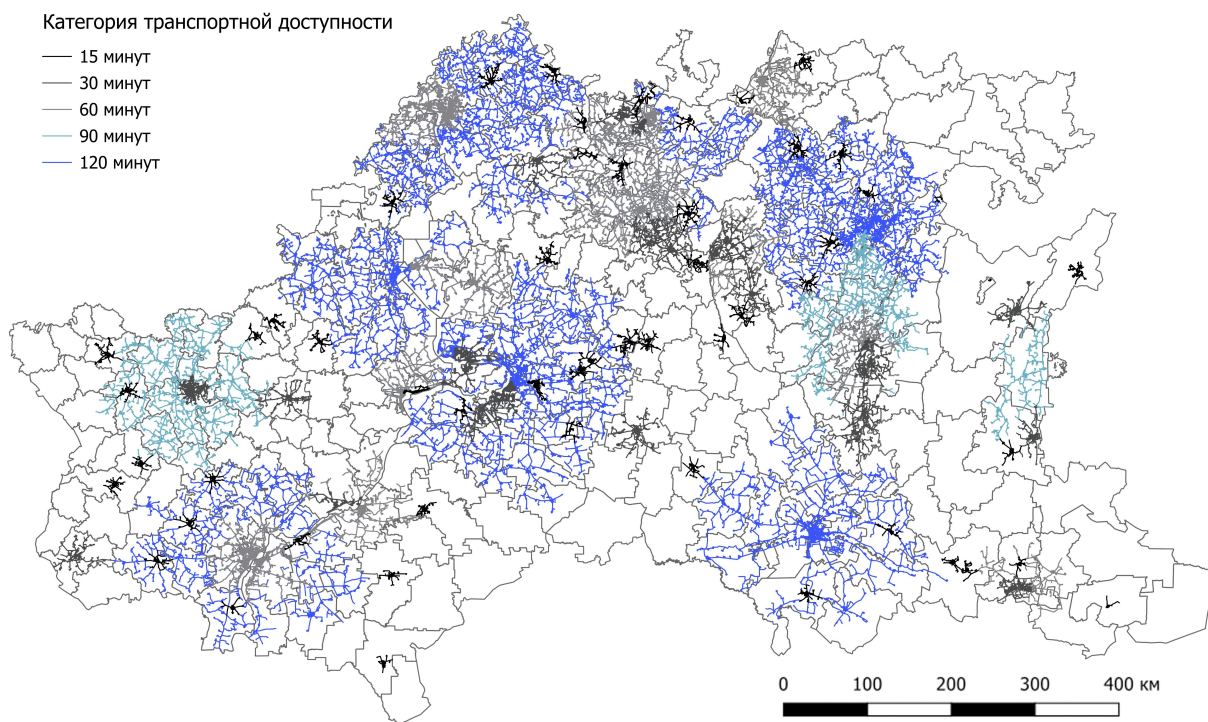 Категория транспортной доступности
15 минут
30 минут
60 минут
90 минут
120 минут
0 100 200 300 400 км